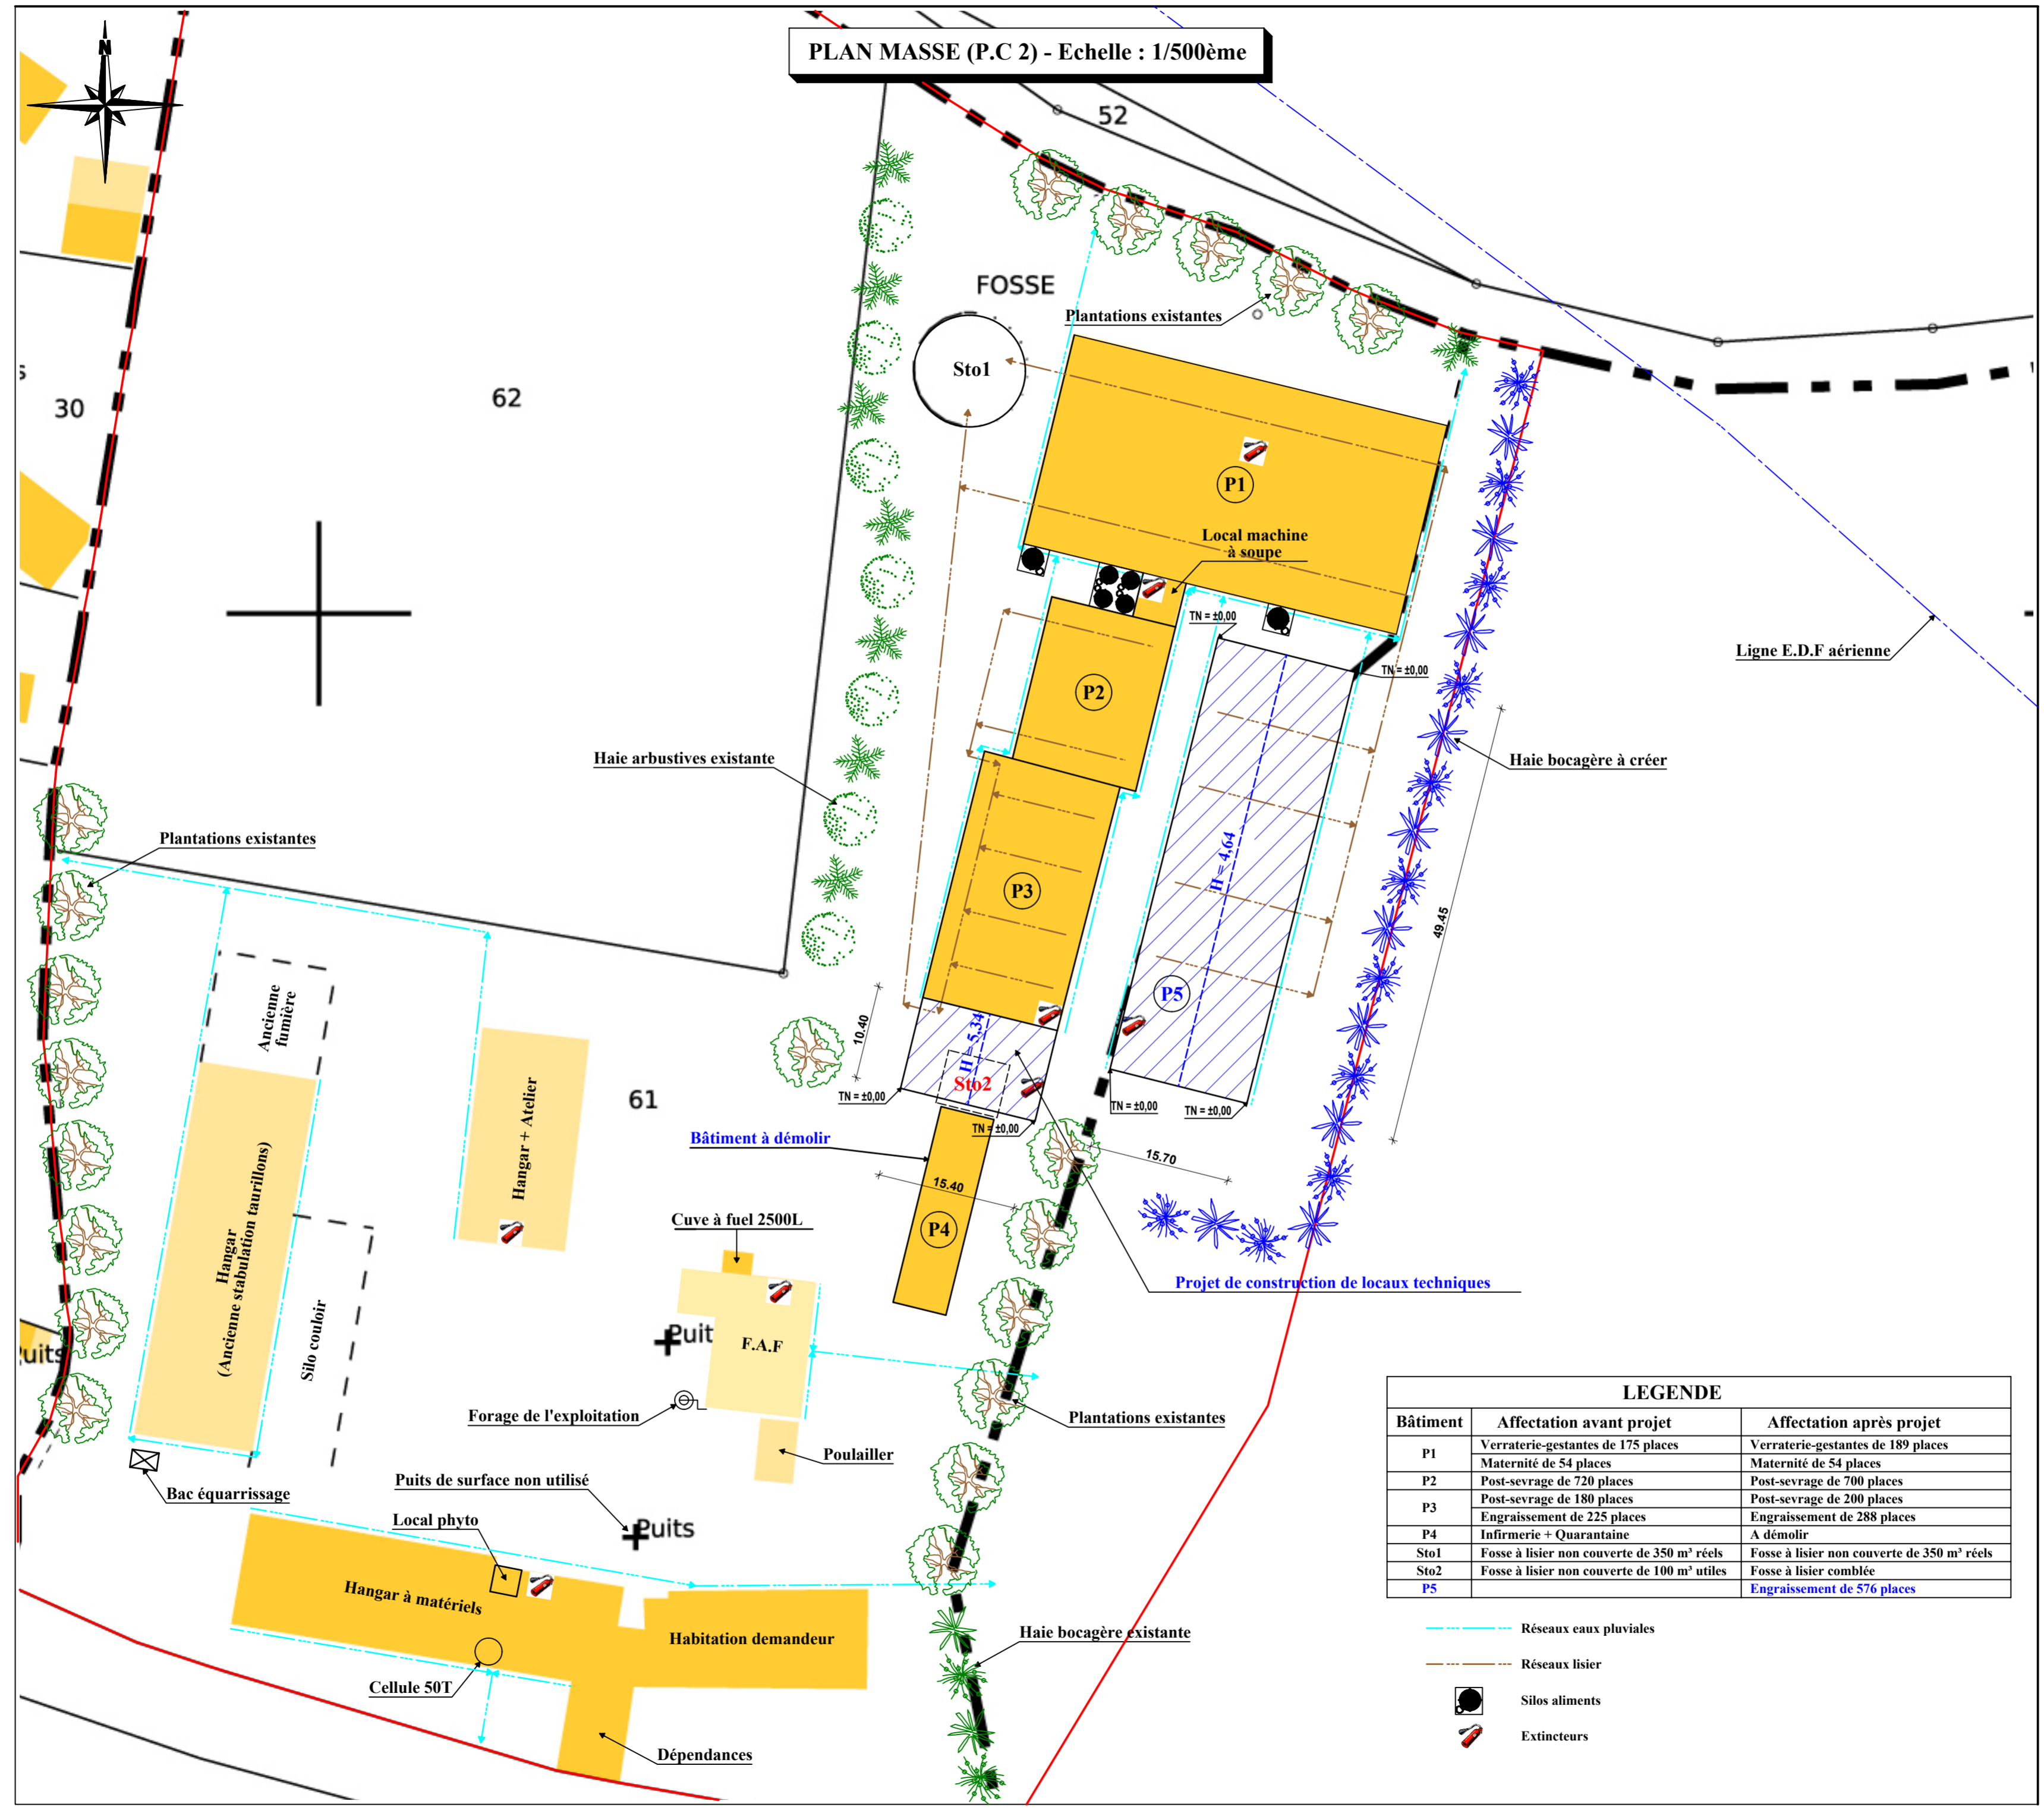 PLAN MASSE (P.C 2) - Echelle : 1/500ème
N
52
FOSSE
Plantations existantes
Sto1
30
62
P1
Local machine
à soupe
TN = ±0,00
TN = ±0,00
Ligne E.D.F aérienne
P2
Haie arbustives existante
Haie bocagère à créer
Plantations existantes
H = 4,64
P3
49.45
P5
Ancienne
fumière
10.40
H = 5,34
Sto2
61
TN = ±0,00
TN = ±0,00
TN = ±0,00
TN = ±0,00
Hangar + Atelier
Bâtiment à démolir
15.70
15.40
Hangar
(Ancienne stabulation taurillons)
Cuve à fuel 2500L
P4
Projet de construction de locaux techniques
Silo couloir
Puit
uits
F.A.F
Forage de l'exploitation
Plantations existantes
Poulailler
Puits de surface non utilisé
Bac équarrissage
Local phyto
Puits
Hangar à matériels
Habitation demandeur
Haie bocagère existante
Cellule 50T
Dépendances
LEGENDE
Bâtiment Affectation avant projet Affectation après projet
P1 Verraterie-gestantes de 175 places Verraterie-gestantes de 189 places
Maternité de 54 places Maternité de 54 places
P2 Post-sevrage de 720 places Post-sevrage de 700 places
P3 Post-sevrage de 180 places Post-sevrage de 200 places
Engraissement de 225 places Engraissement de 288 places
P4 Infirmerie + Quarantaine A démolir
Sto1 Fosse à lisier non couverte de 350 m³ réels Fosse à lisier non couverte de 350 m³ réels
Sto2 Fosse à lisier non couverte de 100 m³ utiles Fosse à lisier comblée
P5 Engraissement de 576 places
Réseaux eaux pluviales
Réseaux lisier
Silos aliments
Extincteurs